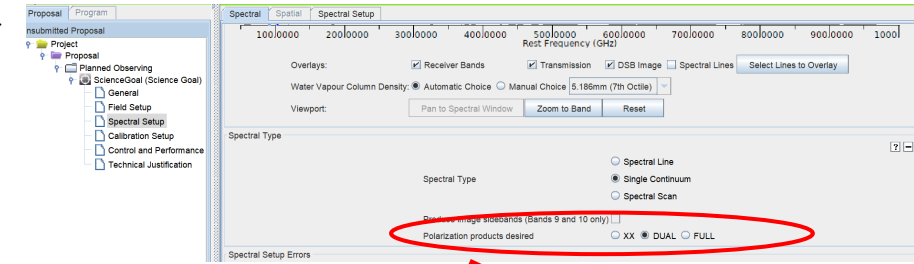 Proposal Program
nsubmitted Proposal
Project
Proposal
Planned Observing
ScienceGoal (Science Goal)
General
Field Setup
Spectral Setup
Calibration Setup
Control and Performance
Technical Justification
Spectral Spatial Spectral Setup
100|0000 200|0000 300|0000 400|0000 500|0000 600|0000 700|0000 800|0000 900|0000 1000|
Rest Frequency (GHz)
Overlays: Receiver Bands Transmission DSB Image Spectral Lines Select Lines to Overlay
Water Vapour Column Density: Automatic Choice Manual Choice 5.186mm (7th Octile)
Viewport: Pan to Spectral Window Zoom to Band Reset
Spectral Type
? –
Spectral Line
Spectral Type Single Continuum
Spectral Scan
Produce image sidebands (Bands 9 and 10 only)
Polarization products desired XX DUAL FULL
Spectral Setup Errors